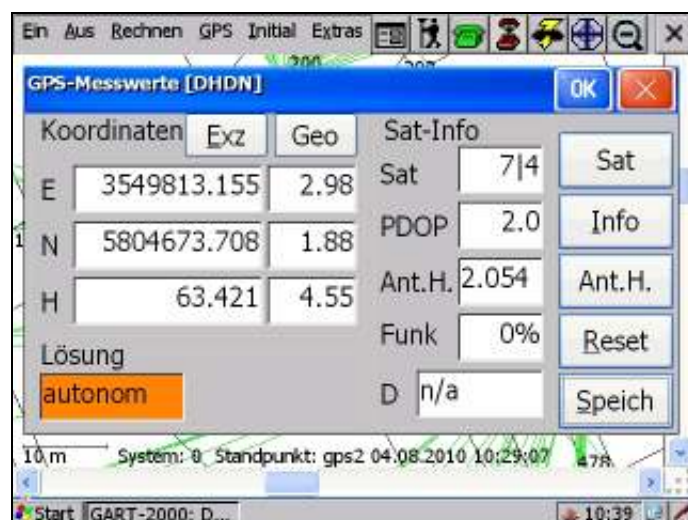 Ein Aus Rechnen GPS Initial Extras
200
GPS-Messwerte [DHDN] OK
Koordinaten Exz Geo Sat-Info
E 3549813.155 2.98 Sat 7|4 Sat
N 5804673.708 1.88 PDOP 2.0 Info
H 63.421 4.55 Ant.H. 2.054 Ant.H.
Funk 0% Reset
Lösung
autonom D n/a Speich
10 m System: 0 Standpunkt: gps2 04.08.2010 10:29:07 478
Start GART-2000: D... 10:39